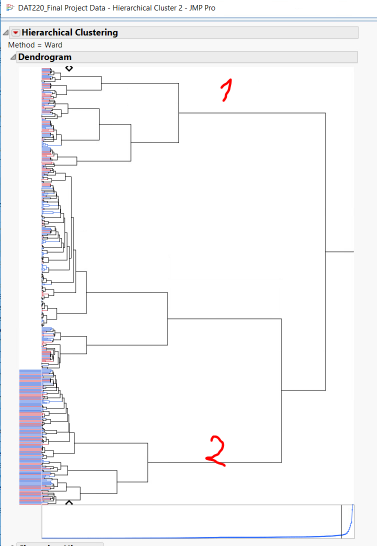 DAT220_Final Project Data - Hierarchical Cluster 2 - JMP Pro
Hierarchical Clustering
Method = Ward
Dendrogram
1
2